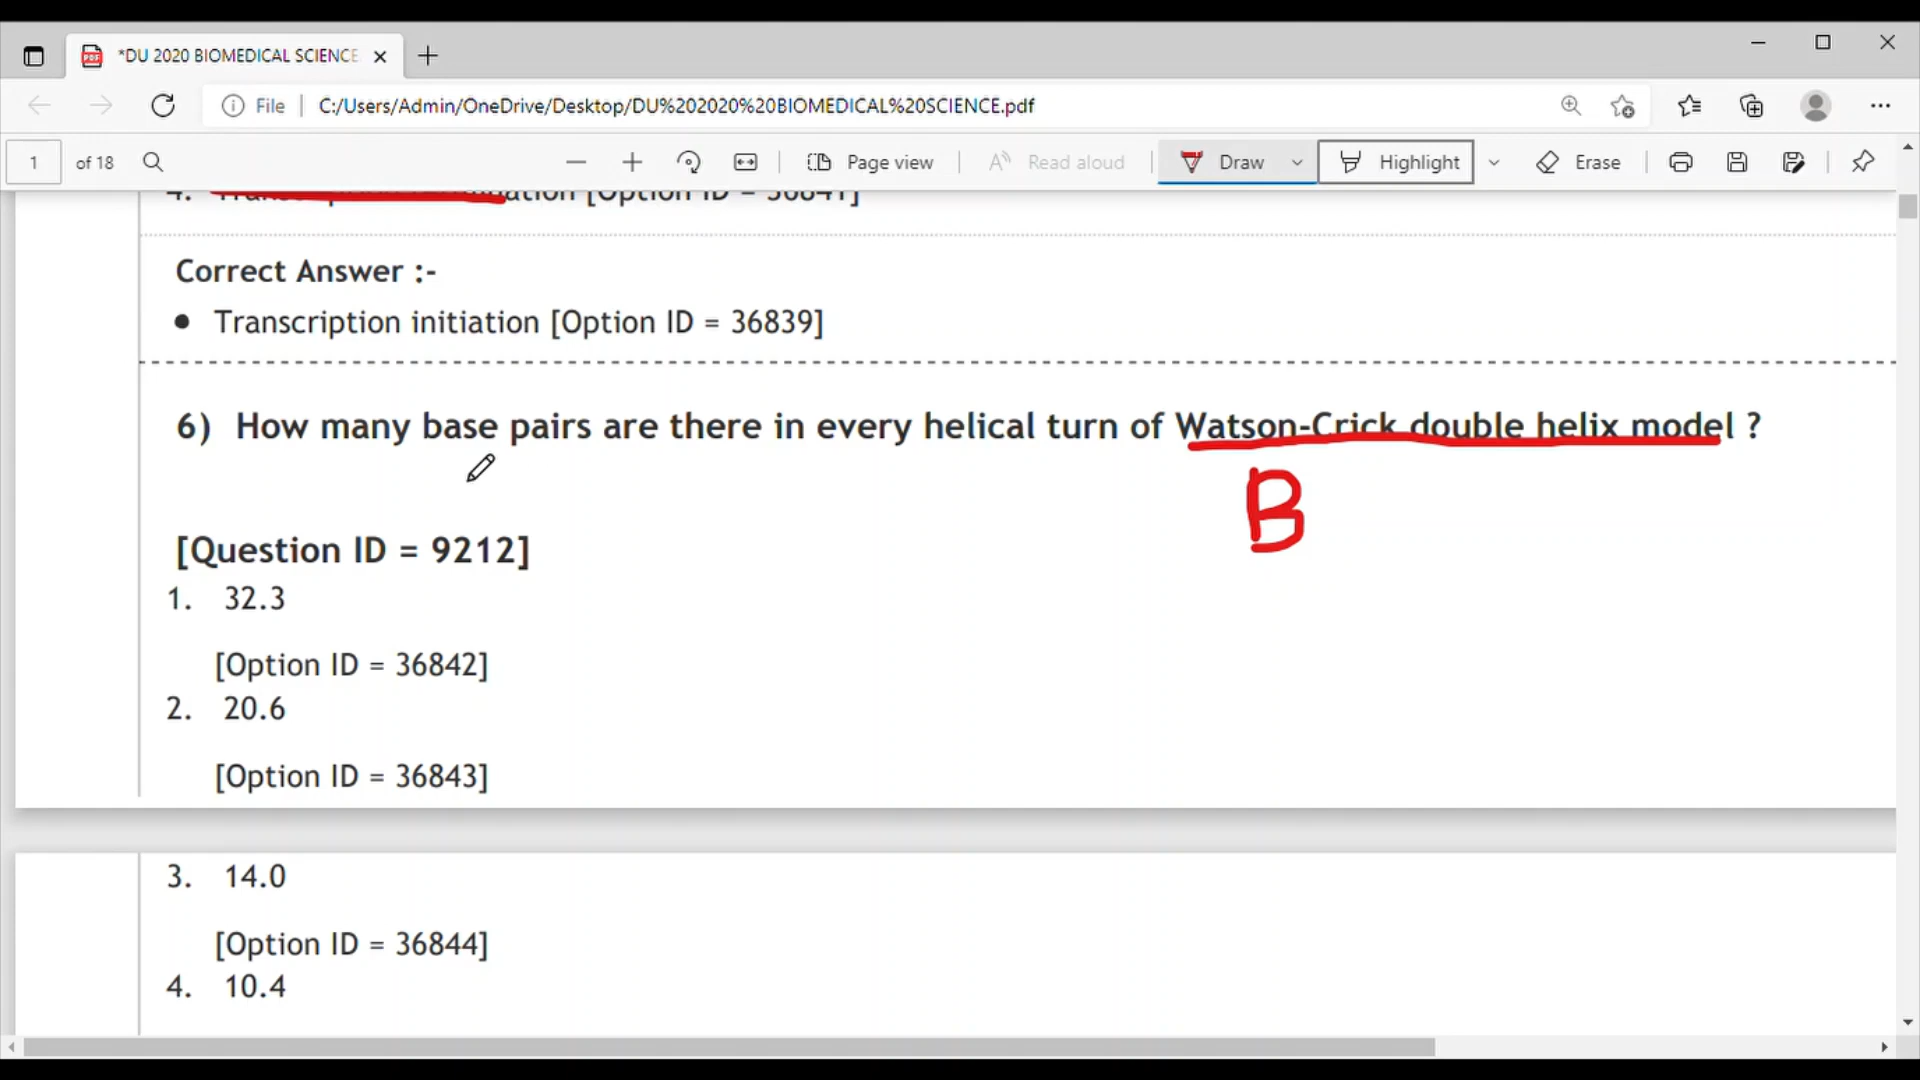 *DU 2020 BIOMEDICAL SCIENCE
File
C:/Users/Admin/OneDrive/Desktop/DU%202020%20BIOMEDICAL%20SCIENCE.pdf
1 of 18
Page view
Read aloud
Draw
Highlight
Erase
Correct Answer :-
• Transcription initiation [Option ID = 36839]
6) How many base pairs are there in every helical turn of Watson-Crick double helix model ?
B
[Question ID = 9212]
1. 32.3
[Option ID = 36842]
2. 20.6
[Option ID = 36843]
3. 14.0
[Option ID = 36844]
4. 10.4